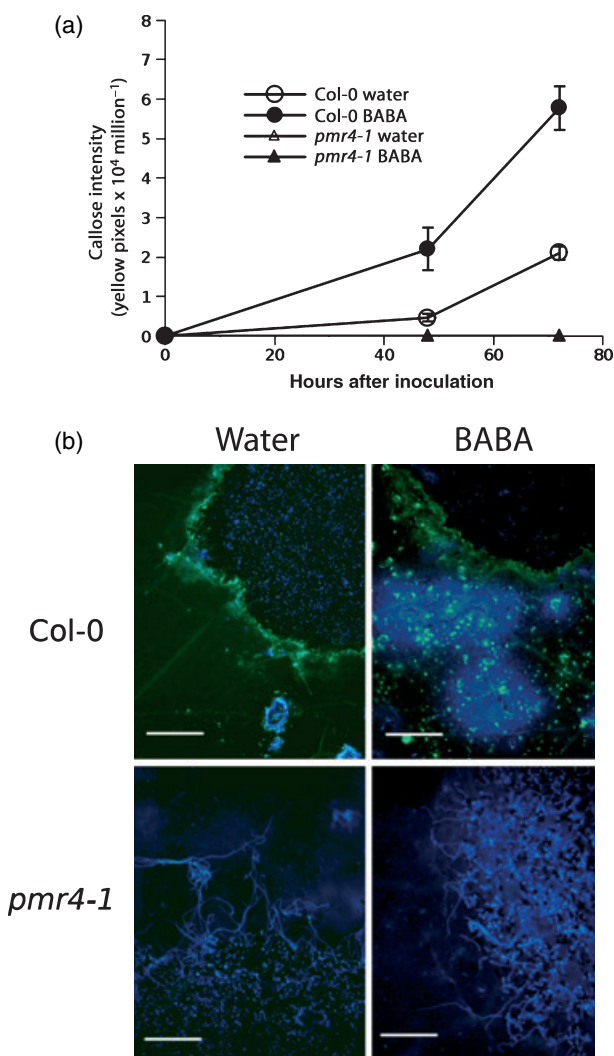 (a)
8
7
6
5
4
3
2
1
0
Callose intensity
(yellow pixels x 10⁴ million⁻¹)
Col-0 water
Col-0 BABA
pmr4-1 water
pmr4-1 BABA
0 20 40 60 80
Hours after inoculation
(b)
Water BABA
Col-0
pmr4-1